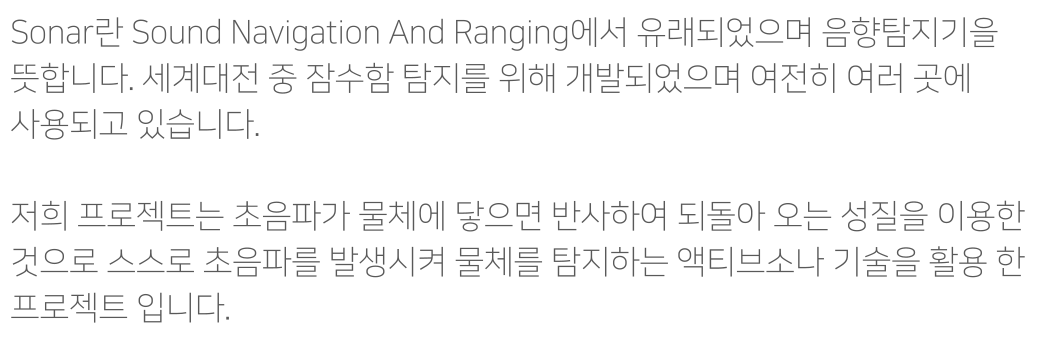 Sonar란 Sound Navigation And Ranging에서 유래되었으며 음향탐지기을
뜻합니다. 세계대전 중 잠수함 탐지를 위해 개발되었으며 여전히 여러 곳에
사용되고 있습니다.
저희 프로젝트는 초음파가 물체에 닿으면 반사하여 되돌아 오는 성질을 이용한
것으로 스스로 초음파를 발생시켜 물체를 탐지하는 액티브소나 기술을 활용 한
프로젝트 입니다.